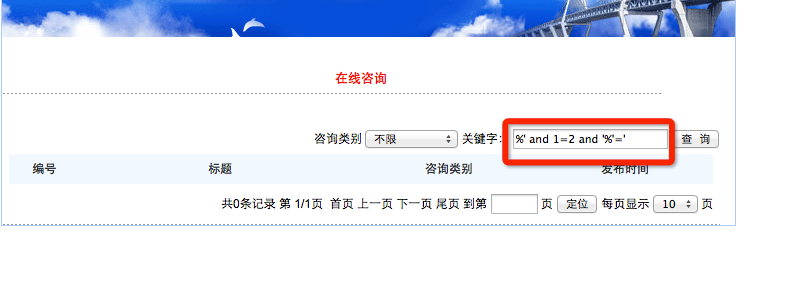 在线咨询
咨询类别 不限 关键字: %' and 1=2 and '%'=' 查 询
编号 标题 咨询类别 发布时间
共0条记录 第 1/1页 首页 上一页 下一页 尾页 到第 页 定位 每页显示 10 页